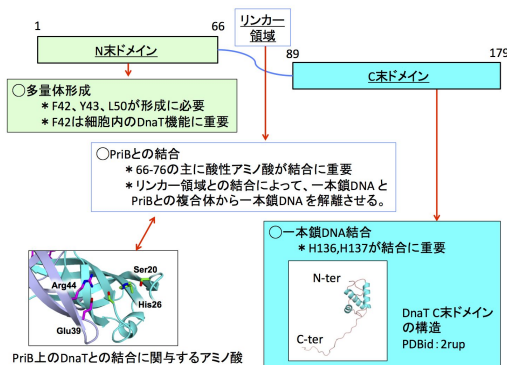 1
66
リンカー
領域
N末ドメイン
89
179
C末ドメイン
◯多量体形成
＊F42、Y43、L50が形成に必要
＊F42は細胞内のDnaT機能に重要
◯PriBとの結合
＊66-76の主に酸性アミノ酸が結合に重要
＊リンカー領域との結合によって、一本鎖DNAと
PriBとの複合体から一本鎖DNAを解離させる。
◯一本鎖DNA結合
＊H136,H137が結合に重要
Ser20
Arg44
His26
Glu39
PriB上のDnaTとの結合に関与するアミノ酸
N-ter
C-ter
DnaT C末ドメイン
の構造
PDBid：2rup